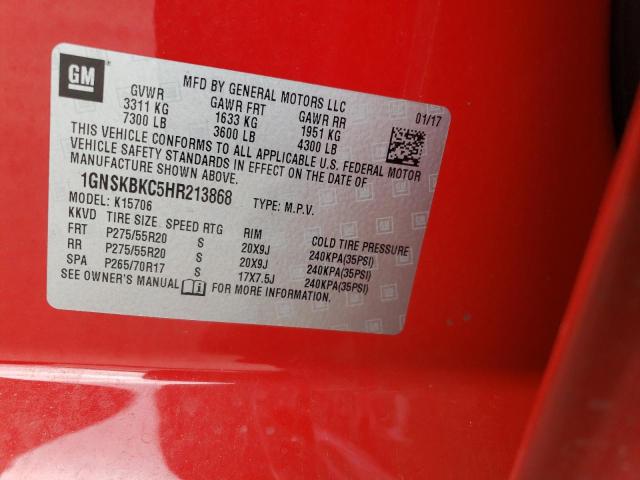 GM
MFD BY GENERAL MOTORS LLC
GVWR GAWR FRT GAWR RR 01/17
3311 KG 1633 KG 1951 KG
7300 LB 3600 LB 4300 LB
THIS VEHICLE CONFORMS TO ALL APPLICABLE U.S. FEDERAL MOTOR
VEHICLE SAFETY STANDARDS IN EFFECT ON THE DATE OF
MANUFACTURE SHOWN ABOVE.
1GNSKBKC5HR213868 TYPE: M.P.V.
MODEL: K15706
KKVD TIRE SIZE SPEED RTG RIM COLD TIRE PRESSURE
FRT P275/55R20 S 20X9J 240KPA(35PSI)
RR P275/55R20 S 20X9J 240KPA(35PSI)
SPA P265/70R17 S 17X7.5J 240KPA(35PSI)
SEE OWNER'S MANUAL FOR MORE INFORMATION.